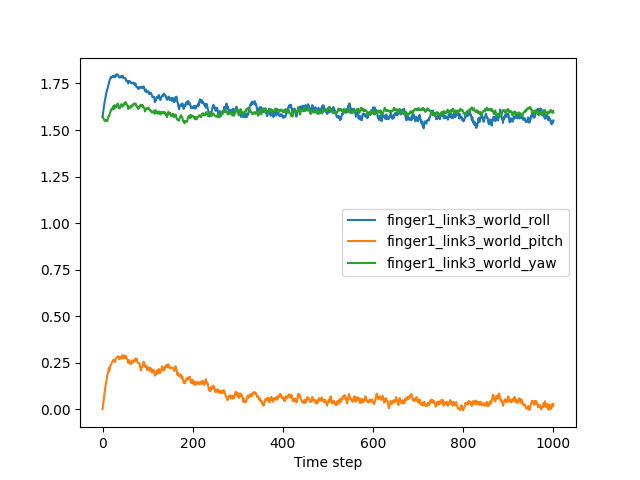 1.75
1.50
1.25
1.00
0.75
0.50
0.25
0.00
finger1_link3_world_roll
finger1_link3_world_pitch
finger1_link3_world_yaw
0 200 400 600 800 1000
Time step